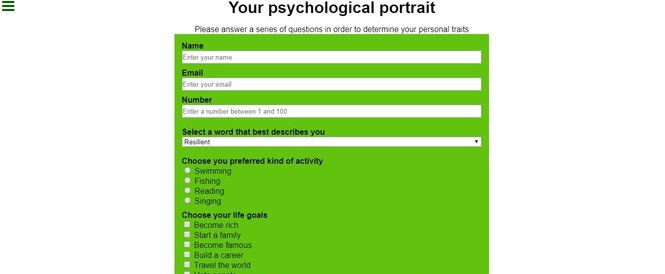 Your psychological portrait
Please answer a series of questions in order to determine your personal traits
Name
Enter your name
Email
Enter your email
Number
Enter a number between 1 and 100
Select a word that best describes you
Resilient
Choose you preferred kind of activity
Swimming
Fishing
Reading
Singing
Choose your life goals
Become rich
Start a family
Become famous
Build a career
Travel the world